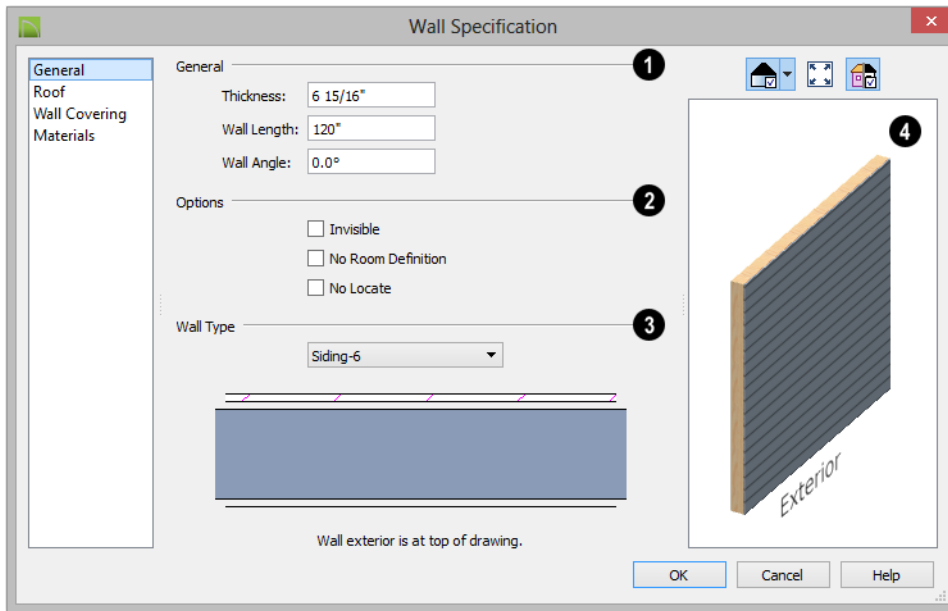 Wall Specification
General
Roof
Wall Covering
Materials
General
1
Thickness:
6 15/16"
Wall Length:
120"
Wall Angle:
0.0°
Options
2
Invisible
No Room Definition
No Locate
Wall Type
3
Siding-6
Wall exterior is at top of drawing.
4
Exterior
OK
Cancel
Help